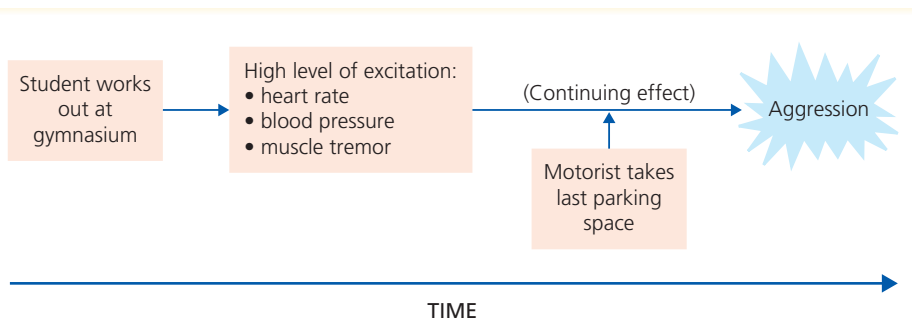 Student works
out at
gymnasium
High level of excitation:
• heart rate
• blood pressure
• muscle tremor
(Continuing effect)
Motorist takes
last parking
space
Aggression
TIME